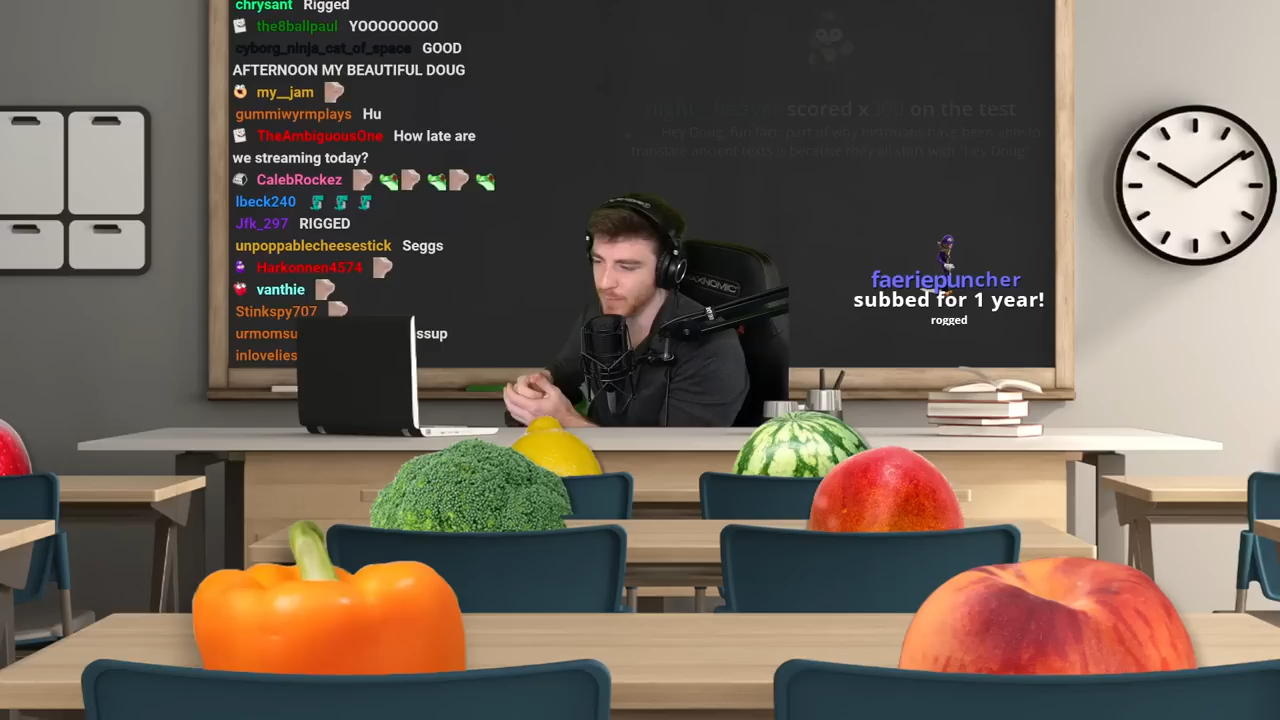 chrysant Rigged
the8ballpaul YOOOOOOOO
cyborg_ninja_cat_of_space GOOD
AFTERNOON MY BEAUTIFUL DOUG
my__jam
gummiwyrmplays Hu
TheAmbiguousOne How late are
we streaming today?
CalebRockez
lbeck240
Jfk_297 RIGGED
unpoppablecheesestick Seggs
Harkonnen4574
vanthie
Stinkspy707
urmomsu ssup
inlovelies
scored x on the test
Hey Doug, fun fact: part of why historians have been able to
translate ancient texts is because they all start with "Hey Doug"
MAXNOMIC
faeriepuncher
subbed for 1 year!
rogged